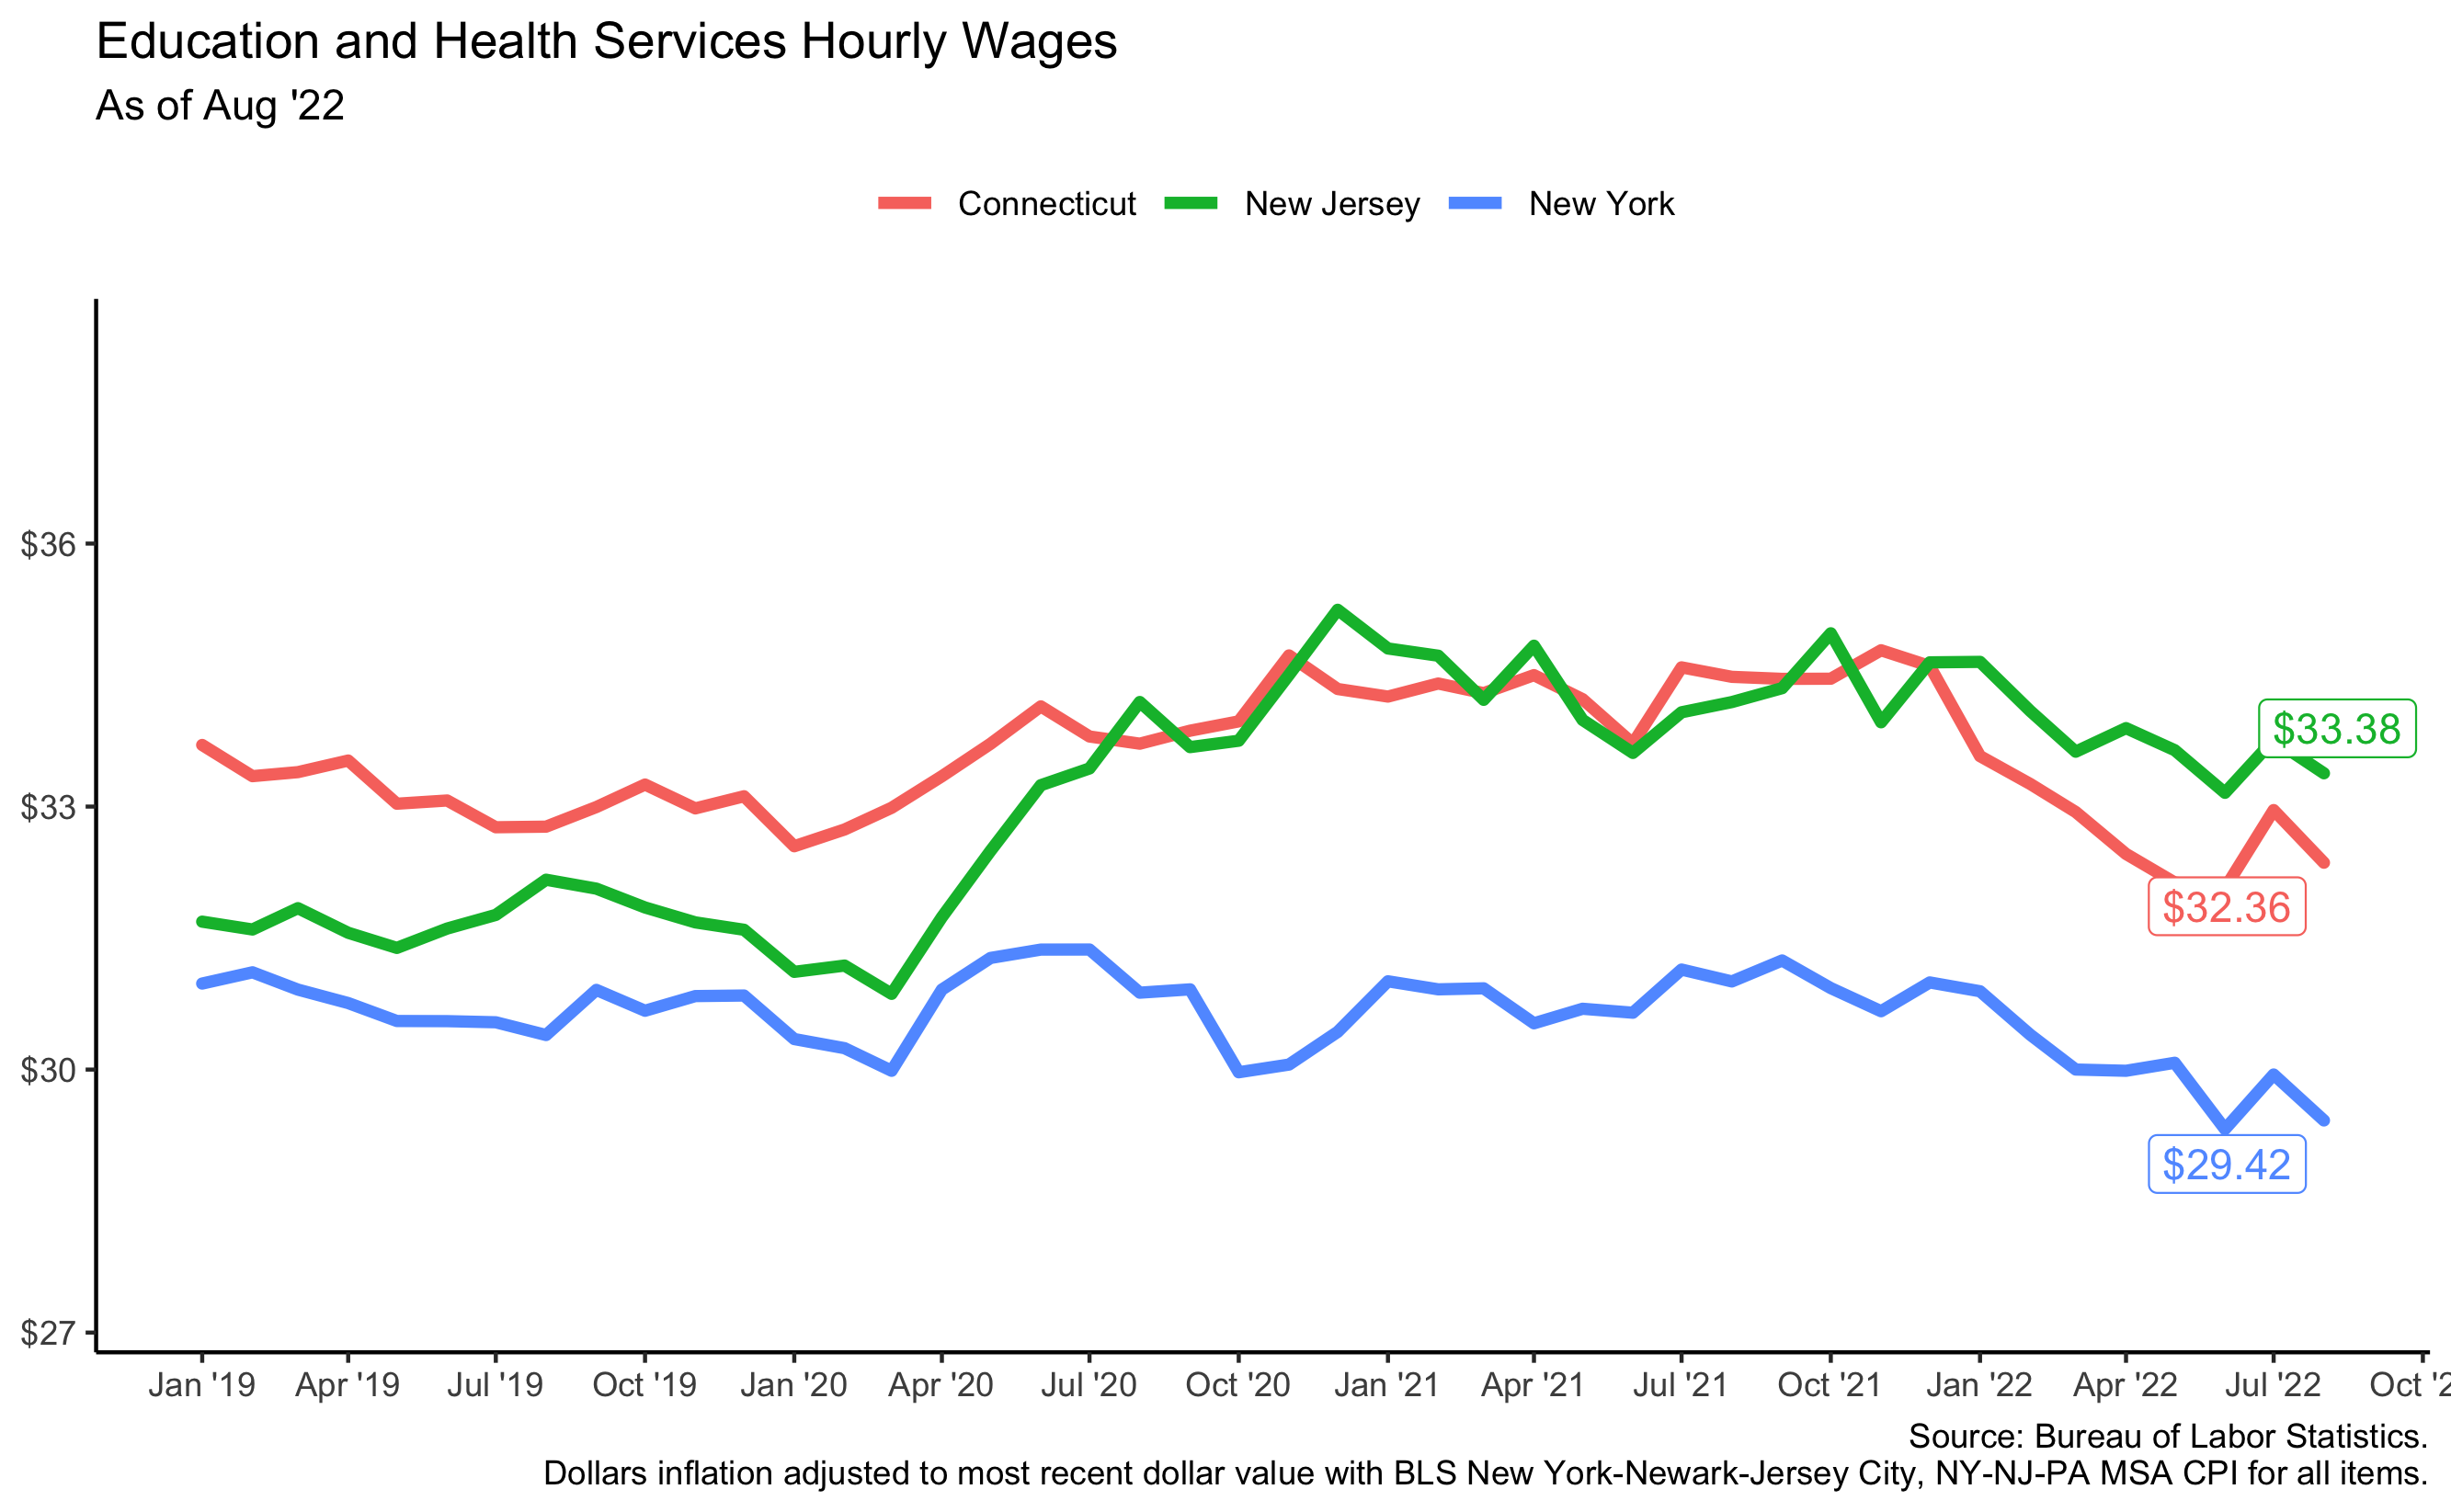 Education and Health Services Hourly Wages
As of Aug '22
Connecticut New Jersey New York
$36
$33
$30
$27
$33.38
$32.36
$29.42
Jan '19 Apr '19 Jul '19 Oct '19 Jan '20 Apr '20 Jul '20 Oct '20 Jan '21 Apr '21 Jul '21 Oct '21 Jan '22 Apr '22 Jul '22 Oct '2
Source: Bureau of Labor Statistics.
Dollars inflation adjusted to most recent dollar value with BLS New York-Newark-Jersey City, NY-NJ-PA MSA CPI for all items.